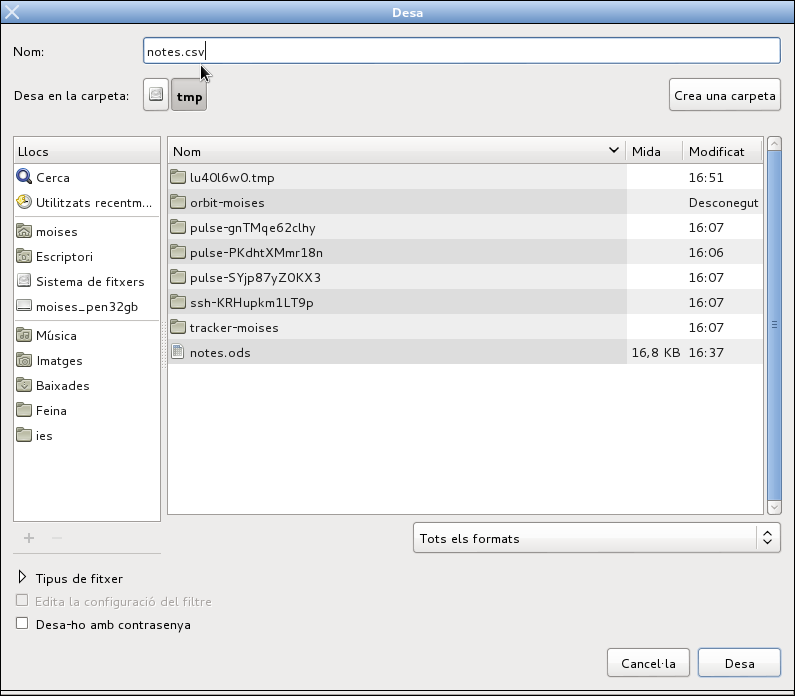 Desa
Nom: notes.csv
Desa en la carpeta: tmp Crea una carpeta
Llocs
Cerca
Utilitzats recentm...
moises
Escriptori
Sistema de fitxers
moises_pen32gb
Música
Imatges
Baixades
Feina
ies
Nom Mida Modificat
lu40l6w0.tmp 16:51
orbit-moises Desconegut
pulse-gnTMqe62clhy 16:07
pulse-PKdhtXMmr18n 16:06
pulse-SYjp87yZ0KX3 16:07
ssh-KRHupkm1LT9p 16:07
tracker-moises 16:07
notes.ods 16,8 KB 16:37
Tots els formats
Tipus de fitxer
Edita la configuració del filtre
Desa-ho amb contrasenya
Cancel·la Desa